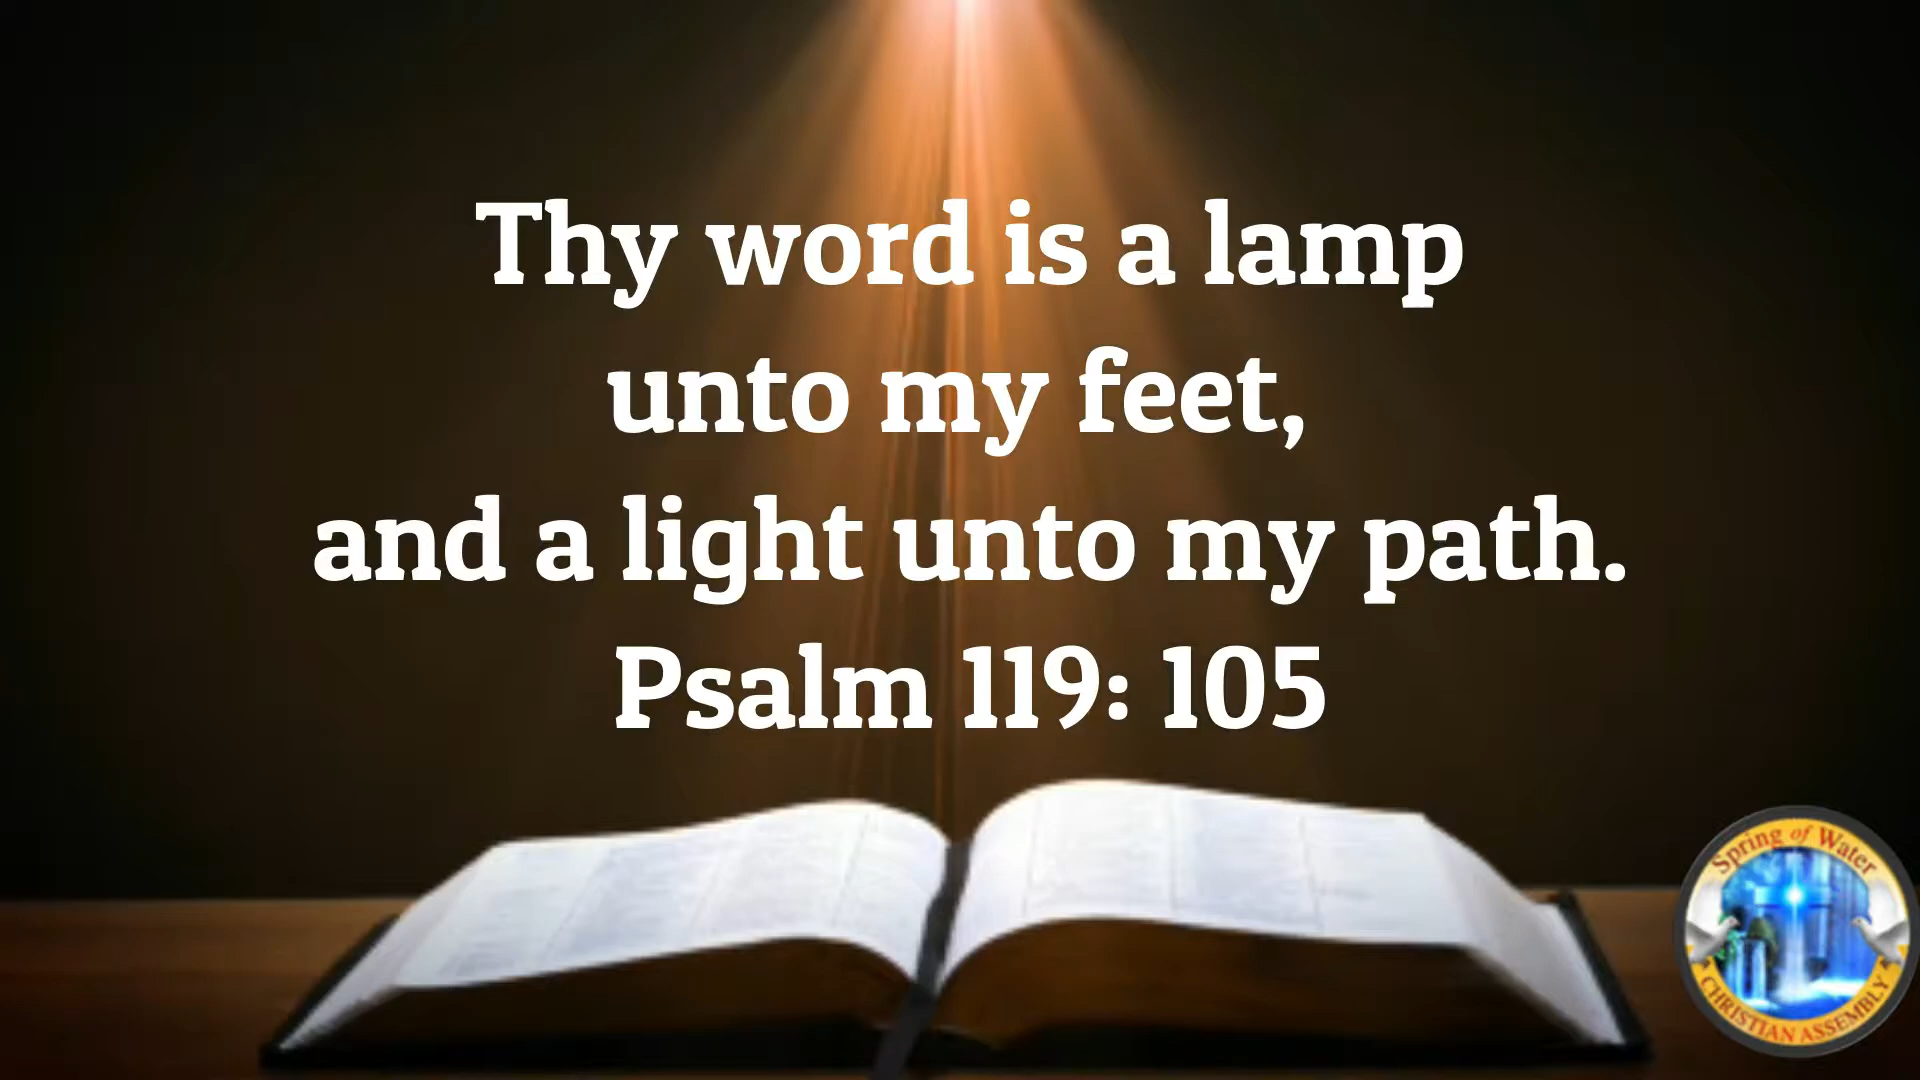 Thy word is a lamp
unto my feet,
and a light unto my path.
Psalm 119: 105
Spring of Water
CHRISTIAN ASSEMBLY